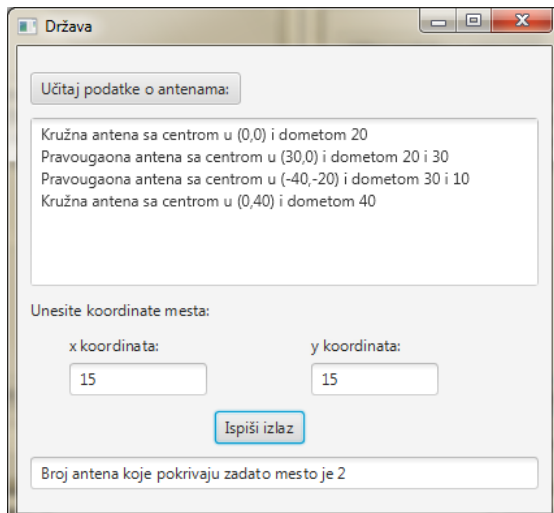 Država
Učitaj podatke o antenama:
Kružna antena sa centrom u (0,0) i dometom 20
Pravougaona antena sa centrom u (30,0) i dometom 20 i 30
Pravougaona antena sa centrom u (-40,-20) i dometom 30 i 10
Kružna antena sa centrom u (0,40) i dometom 40
Unesite koordinate mesta:
x koordinata: y koordinata:
15 15
Ispiši izlaz
Broj antena koje pokrivaju zadato mesto je 2